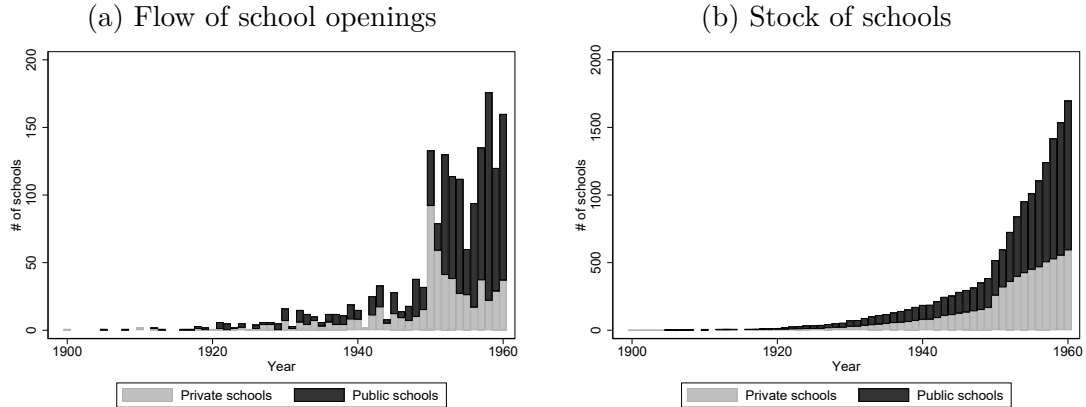 (a) Flow of school openings
200
150
100
50
0
# of schools
1900
1920
1940
1960
Year
Private schools
Public schools
(b) Stock of schools
2000
1500
1000
500
0
# of schools
1900
1920
1940
1960
Year
Private schools
Public schools